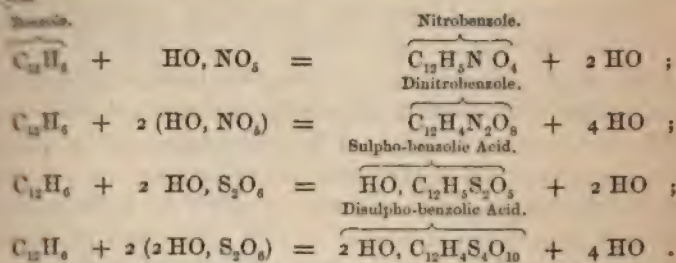 Benzole. Nitrobenzole.
C₁₂H₆ + HO, NO₅ = C₁₂H₅N O₄ + 2 HO ;
Dinitrobenzole.
C₁₂H₆ + 2 (HO, NO₅) = C₁₂H₄N₂O₈ + 4 HO ;
Sulpho-benzolic Acid.
C₁₂H₆ + 2 HO, S₂O₆ = HO, C₁₂H₅S₂O₅ + 2 HO ;
Disulpho-benzolic Acid.
C₁₂H₆ + 2 (2 HO, S₂O₆) = 2 HO, C₁₂H₄S₄O₁₀ + 4 HO .